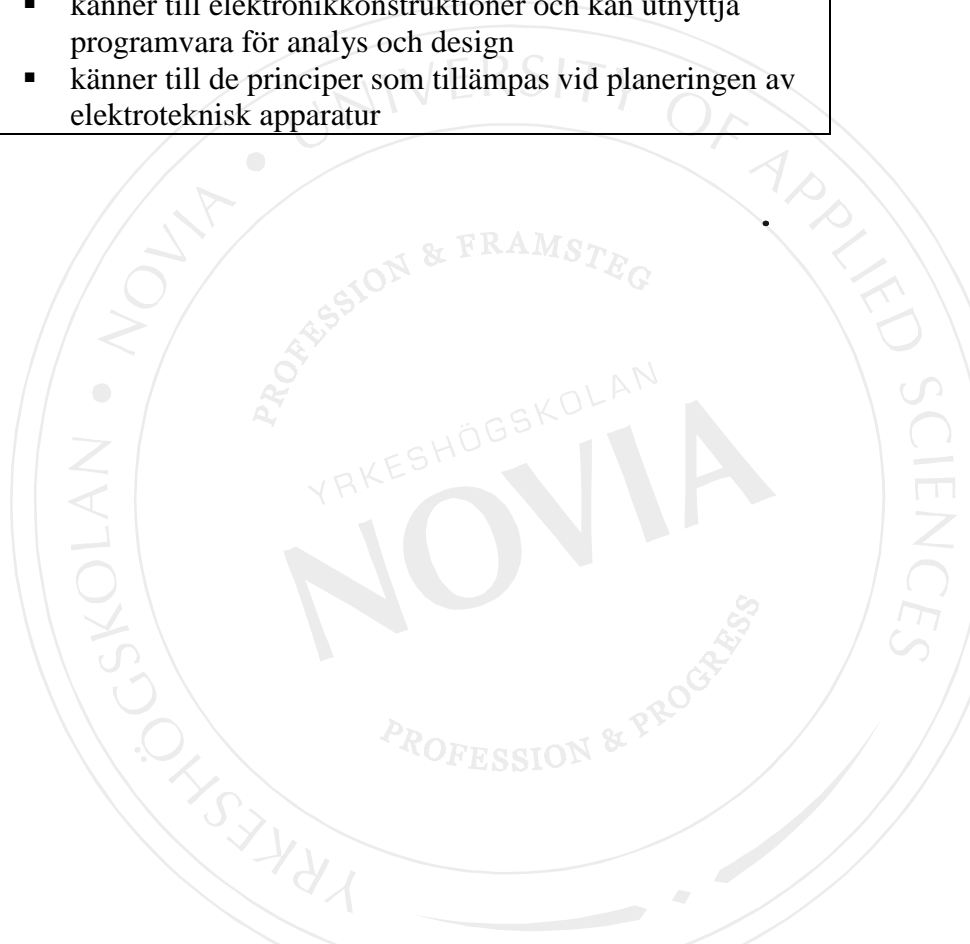 ▪ känner till elektronikkonstruktioner och kan utnyttja
programvara för analys och design
▪ känner till de principer som tillämpas vid planeringen av
elektroteknisk apparatur
YRKESHÖGSKOLAN • NOVIA • UNIVERSITY OF APPLIED SCIENCES
PROFESSION & FRAMSTEG
YRKESHÖGSKOLAN
NOVIA
PROFESSION & PROGRESS